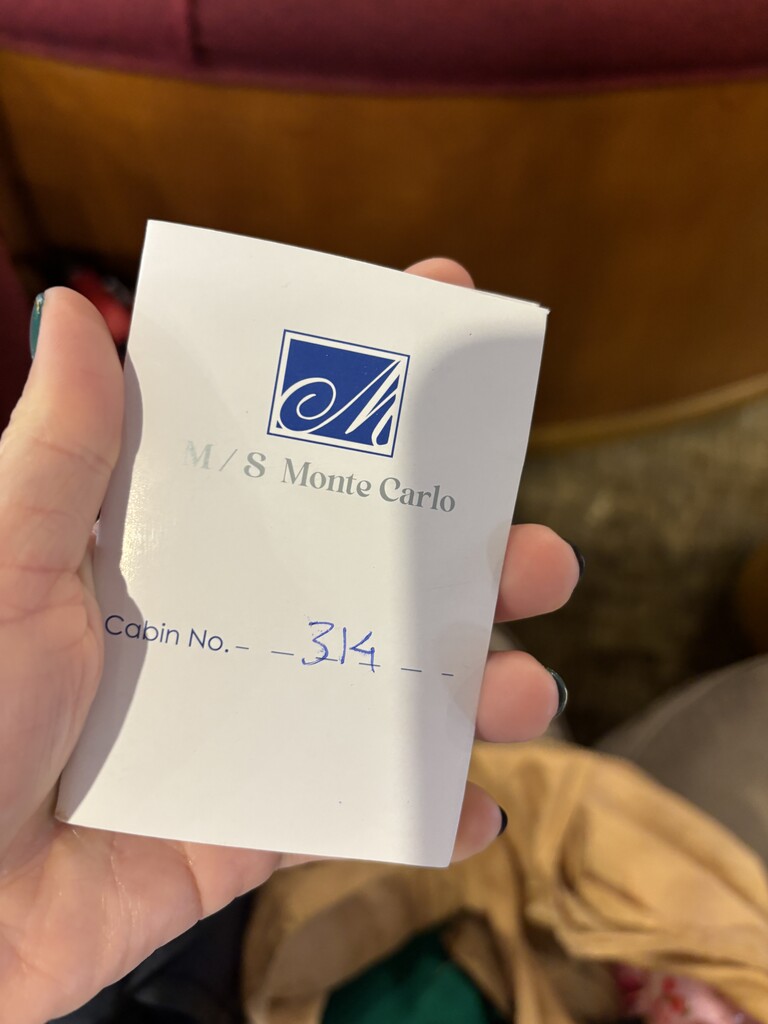 M
M/S Monte Carlo
Cabin No. - - 314 - -